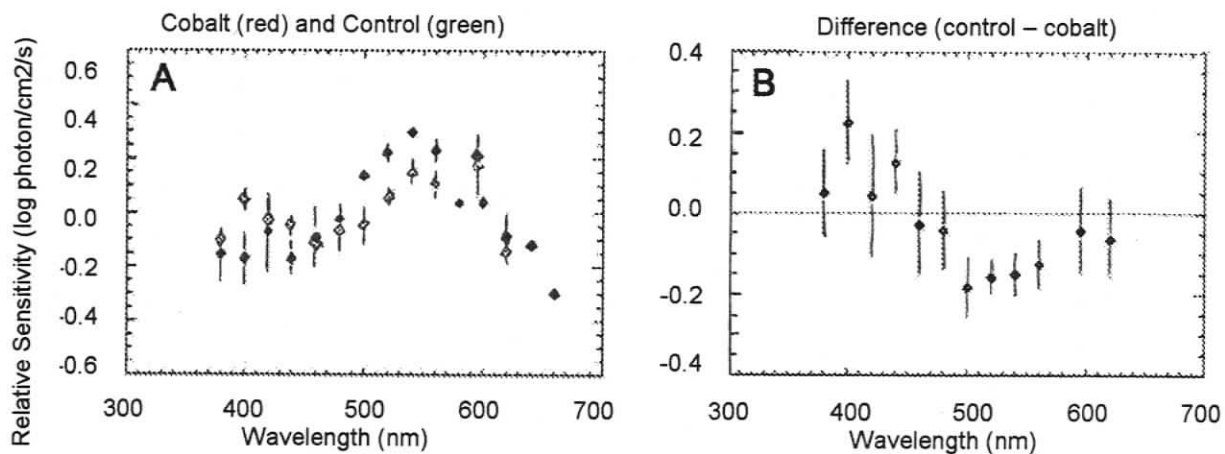 Cobalt (red) and Control (green)
Relative Sensitivity (log photon/cm2/s)
A
0.6
0.4
0.2
0.0
-0.2
-0.4
-0.6
300 400 500 600 700
Wavelength (nm)
Difference (control – cobalt)
B
0.4
0.2
0.0
-0.2
-0.4
300 400 500 600 700
Wavelength (nm)